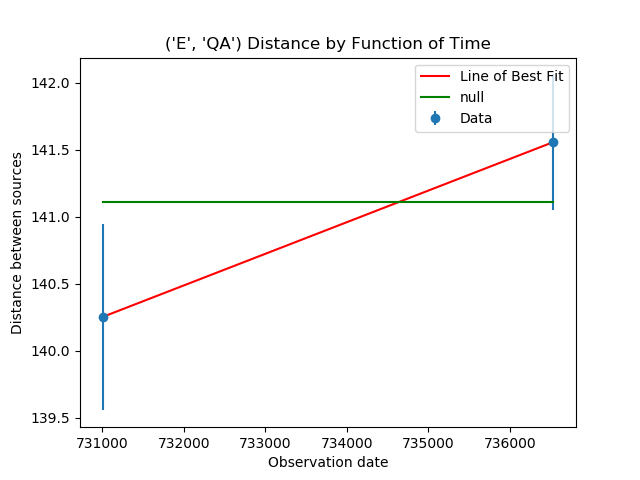 ('E', 'QA') Distance by Function of Time
Line of Best Fit
null
Data
Distance between sources
142.0
141.5
141.0
140.5
140.0
139.5
731000 732000 733000 734000 735000 736000
Observation date